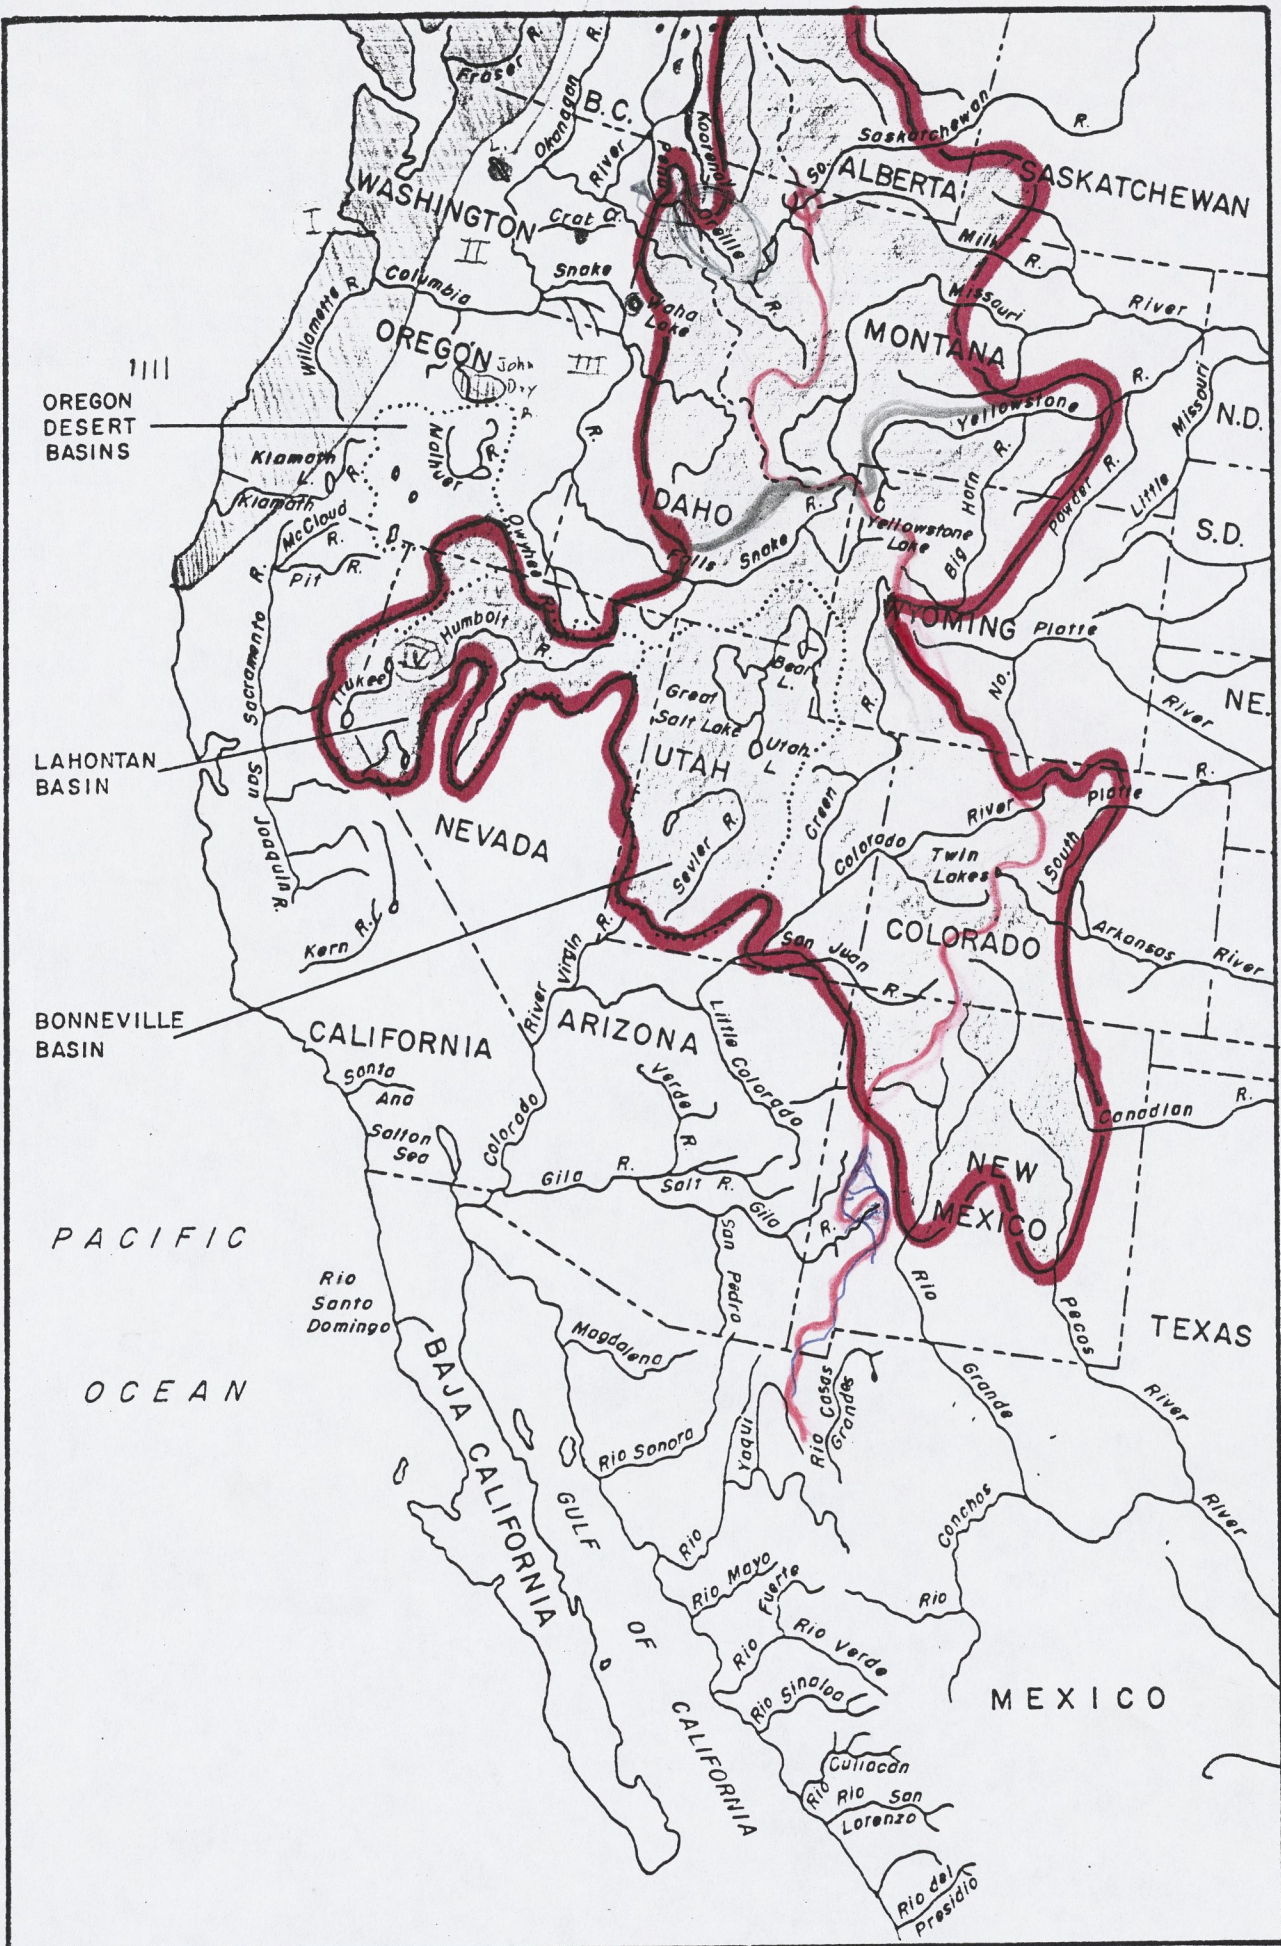 Fraser
R.
R.
Okanagan
B.C.
River
Kootenai
Saskatchewan
R.
So.
ALBERTA
SASKATCHEWAN
WASHINGTON
I
II
Crab Cr.
Oreille
Milk
R.
Snake
Columbia
Waha
Lake
R.
Missouri
River
Willamette
R.
OREGON
III
John
Day
MONTANA
1111
OREGON
DESERT
BASINS
R.
R.
Yellowstone
R.
Missouri
N.D.
Malhuer
R.
Klamath
R.
Klamath
McCloud
R.
Pit
R.
Owyhee
R.
IDAHO
R.
Falls
Snake
Yellowstone
Lake
Big
Horn
R.
Powder
R.
Little
S.D.
WYOMING
Platte
No.
River
NE.
R.
Sacramento
Humbolt
R.
IV
Trukee
Bear
L.
R.
Great
Salt Lake
Utah
L
UTAH
LAHONTAN
BASIN
San
Joaquin
R.
NEVADA
Green
Colorado
River
Platte
R.
South
Twin
Lakes
Sevier
R.
COLORADO
Arkansas
River
Kern
R.
Virgin
R.
River
San Juan
R.
BONNEVILLE
BASIN
CALIFORNIA
ARIZONA
Little Colorado
Verde
R.
Santa
Ana
Salton
Sea
Colorado
Gila
R.
Salt R.
Gila
R.
Canadian
R.
NEW
MEXICO
PACIFIC
OCEAN
Rio
Santo
Domingo
San
Pedro
Magdalena
Rio
Grande
Pecos
River
TEXAS
BAJA CALIFORNIA
Rio Sonora
Yaqui
Rio
Rio
Casas
Grandes
Conchos
Rio
River
GULF
OF
CALIFORNIA
Rio Mayo
Fuerte
Rio
Rio Verde
Rio Sinaloa
MEXICO
Culiacan
Rio
Rio San
Lorenzo
Rio del
Presidio